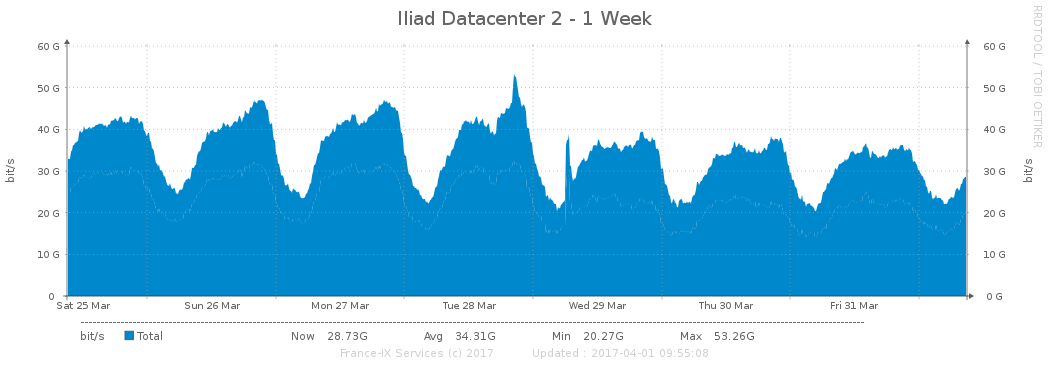 Iliad Datacenter 2 - 1 Week
RRDTOOL / TOBI OETIKER
60 G 60 G
50 G 50 G
40 G 40 G
30 G 30 G
20 G 20 G
10 G 10 G
0 0 G
bit/s bit/s
Sat 25 Mar Sun 26 Mar Mon 27 Mar Tue 28 Mar Wed 29 Mar Thu 30 Mar Fri 31 Mar
bit/s Total Now 28.73G Avg 34.31G Min 20.27G Max 53.26G
France-IX Services (c) 2017 Updated : 2017-04-01 09:55:08